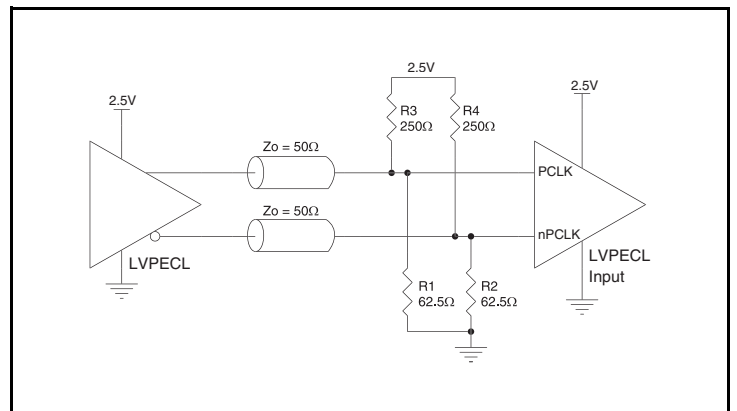 2.5V
2.5V
2.5V
R3
250Ω
R4
250Ω
Zo = 50Ω
PCLK
Zo = 50Ω
nPCLK
LVPECL
LVPECL
Input
R1
62.5Ω
R2
62.5Ω